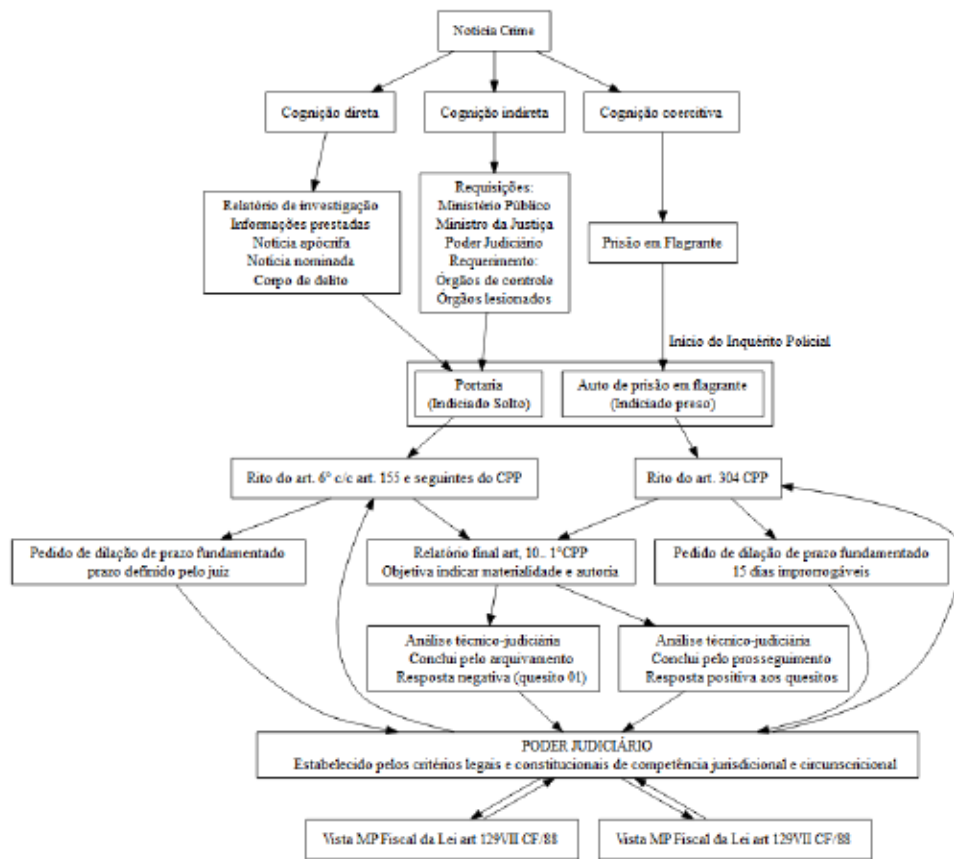 Notícia Crime
Cognição direta
Cognição indireta
Cognição coercitiva
Relatório de investigação
Informações prestadas
Notícia apócrifa
Notícia nominada
Corpo de delito
Requisições:
Ministério Público
Ministro da Justiça
Poder Judiciário
Requerimento:
Órgãos de controle
Órgãos lesionados
Prisão em Flagrante
Início do Inquérito Policial
Portaria
(Indiciado Solto)
Auto de prisão em flagrante
(Indiciado preso)
Rito do art. 6° c/c art. 155 e seguintes do CPP
Rito do art. 304 CPP
Pedido de dilação de prazo fundamentado
prazo definido pelo juiz
Relatório final art, 10.. 1°CPP
Objetiva indicar materialidade e autoria
Pedido de dilação de prazo fundamentado
15 dias improrrogáveis
Análise técnico-judiciária
Conclui pelo arquivamento
Resposta negativa (quesito 01)
Análise técnico-judiciária
Conclui pelo prosseguimento
Resposta positiva aos quesitos
PODER JUDICIÁRIO
Estabelecido pelos critérios legais e constitucionais de competência jurisdicional e circunscricional
Vista MP Fiscal da Lei art 129VII CF/88
Vista MP Fiscal da Lei art 129VII CF/88